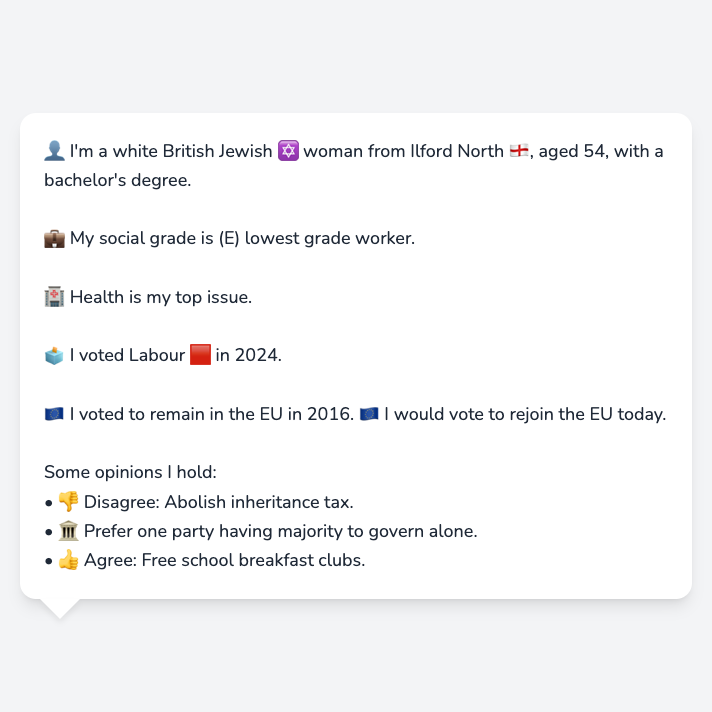 👤 I'm a white British Jewish ✡️ woman from Ilford North 🏴󠁧󠁢󠁥󠁮󠁧󠁿, aged 54, with a
bachelor's degree.
💼 My social grade is (E) lowest grade worker.
🏥 Health is my top issue.
🗳️ I voted Labour 🟥 in 2024.
🇪🇺 I voted to remain in the EU in 2016. 🇪🇺 I would vote to rejoin the EU today.
Some opinions I hold:
• 👎 Disagree: Abolish inheritance tax.
• 🏛️ Prefer one party having majority to govern alone.
• 👍 Agree: Free school breakfast clubs.